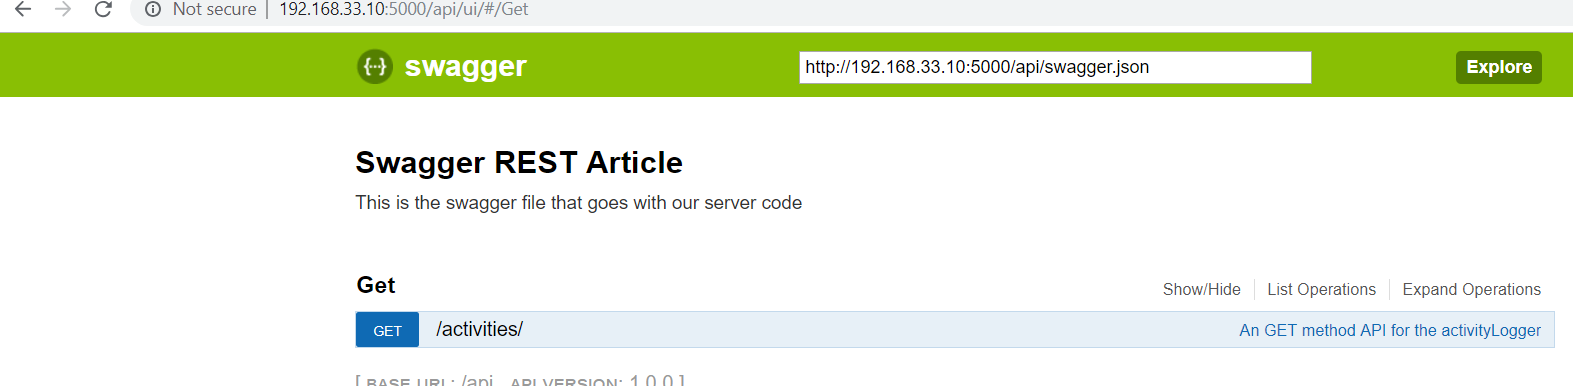 Not secure | 192.168.33.10:5000/api/ui/#/Get
{···} swagger http://192.168.33.10:5000/api/swagger.json Explore
Swagger REST Article
This is the swagger file that goes with our server code
Get Show/Hide List Operations Expand Operations
GET /activities/ An GET method API for the activityLogger
[ BASE URL: /api , API VERSION: 1.0.0 ]